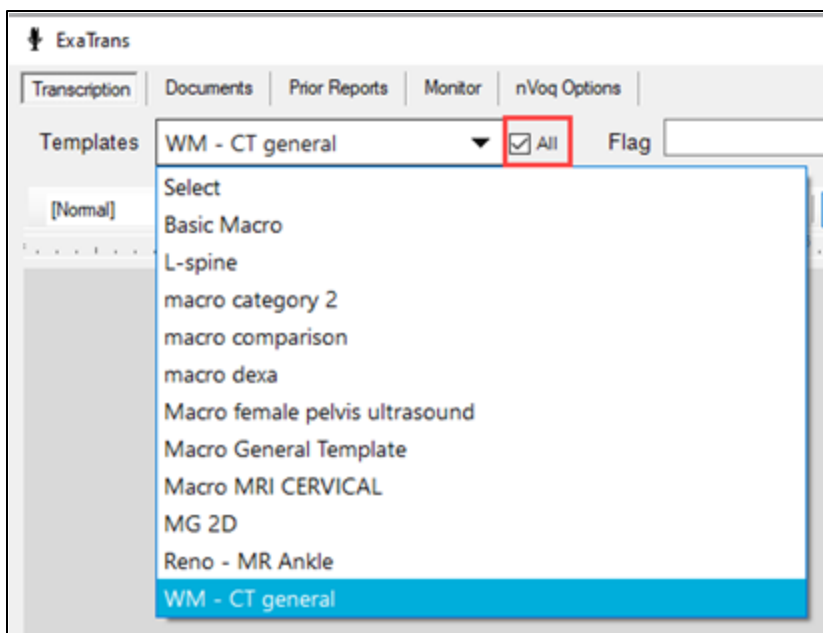 ExaTrans
Transcription Documents Prior Reports Monitor nVoq Options
Templates WM - CT general All Flag
[Normal]
Select
Basic Macro
L-spine
macro category 2
macro comparison
macro dexa
Macro female pelvis ultrasound
Macro General Template
Macro MRI CERVICAL
MG 2D
Reno - MR Ankle
WM - CT general